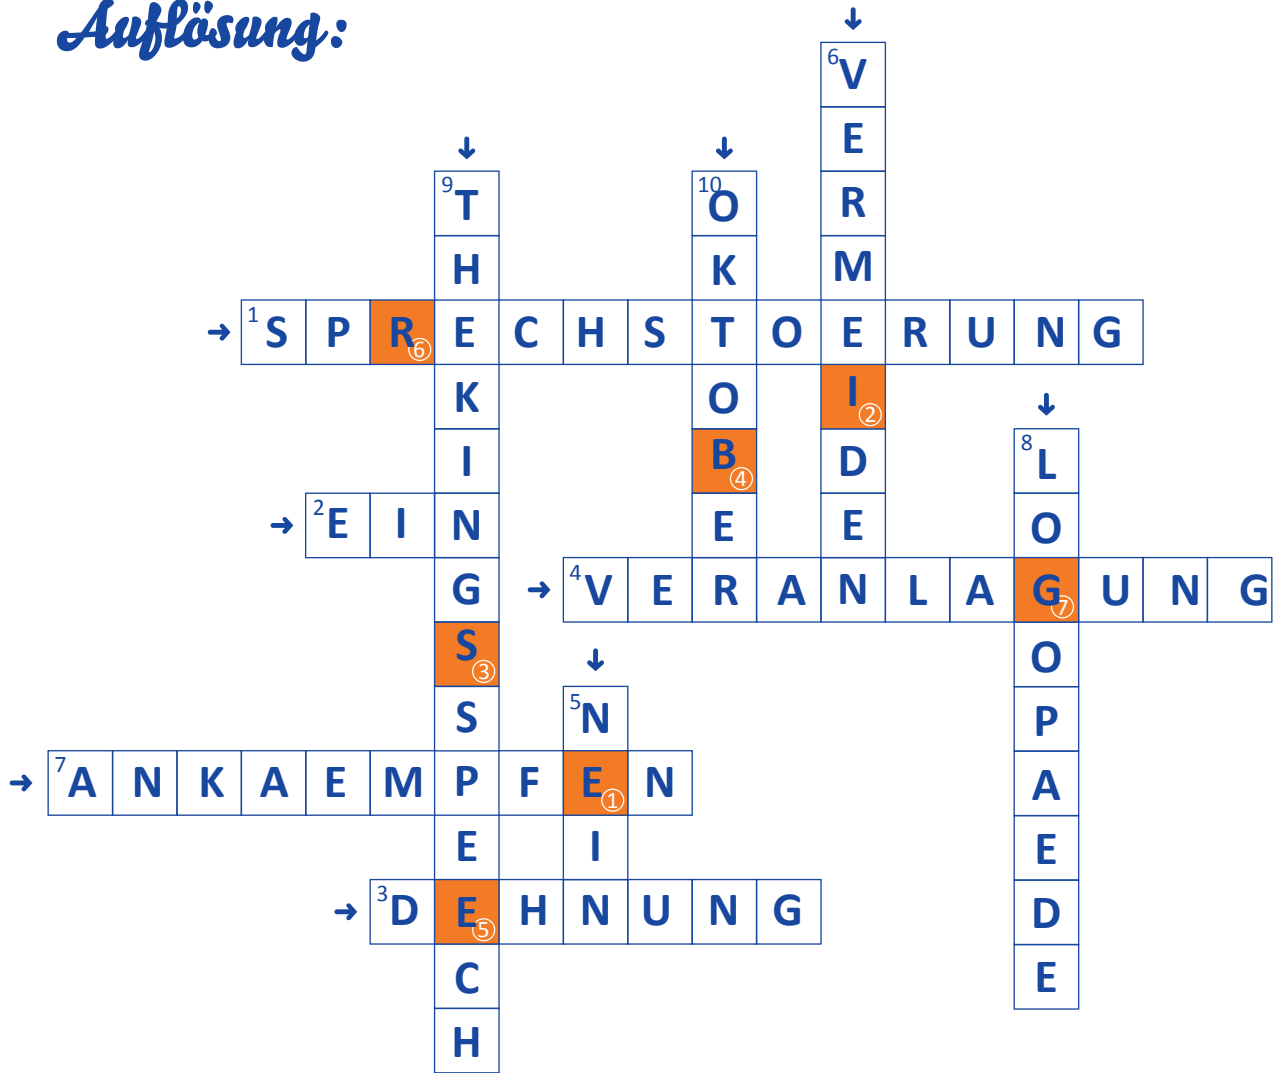 Auflösung:
6 V
E
9 T 10 O R
H K M
1 S P R ⑥ E C H S T O E R U N G
K O I ②
I B ④ D 8 L
2 E I N E E O
G 4 V E R A N L A G ⑦ U N G
S ③ O
S 5 N P
7 A N K A E M P F E ① N A
E I E
3 D E ⑤ H N U N G D
C E
H